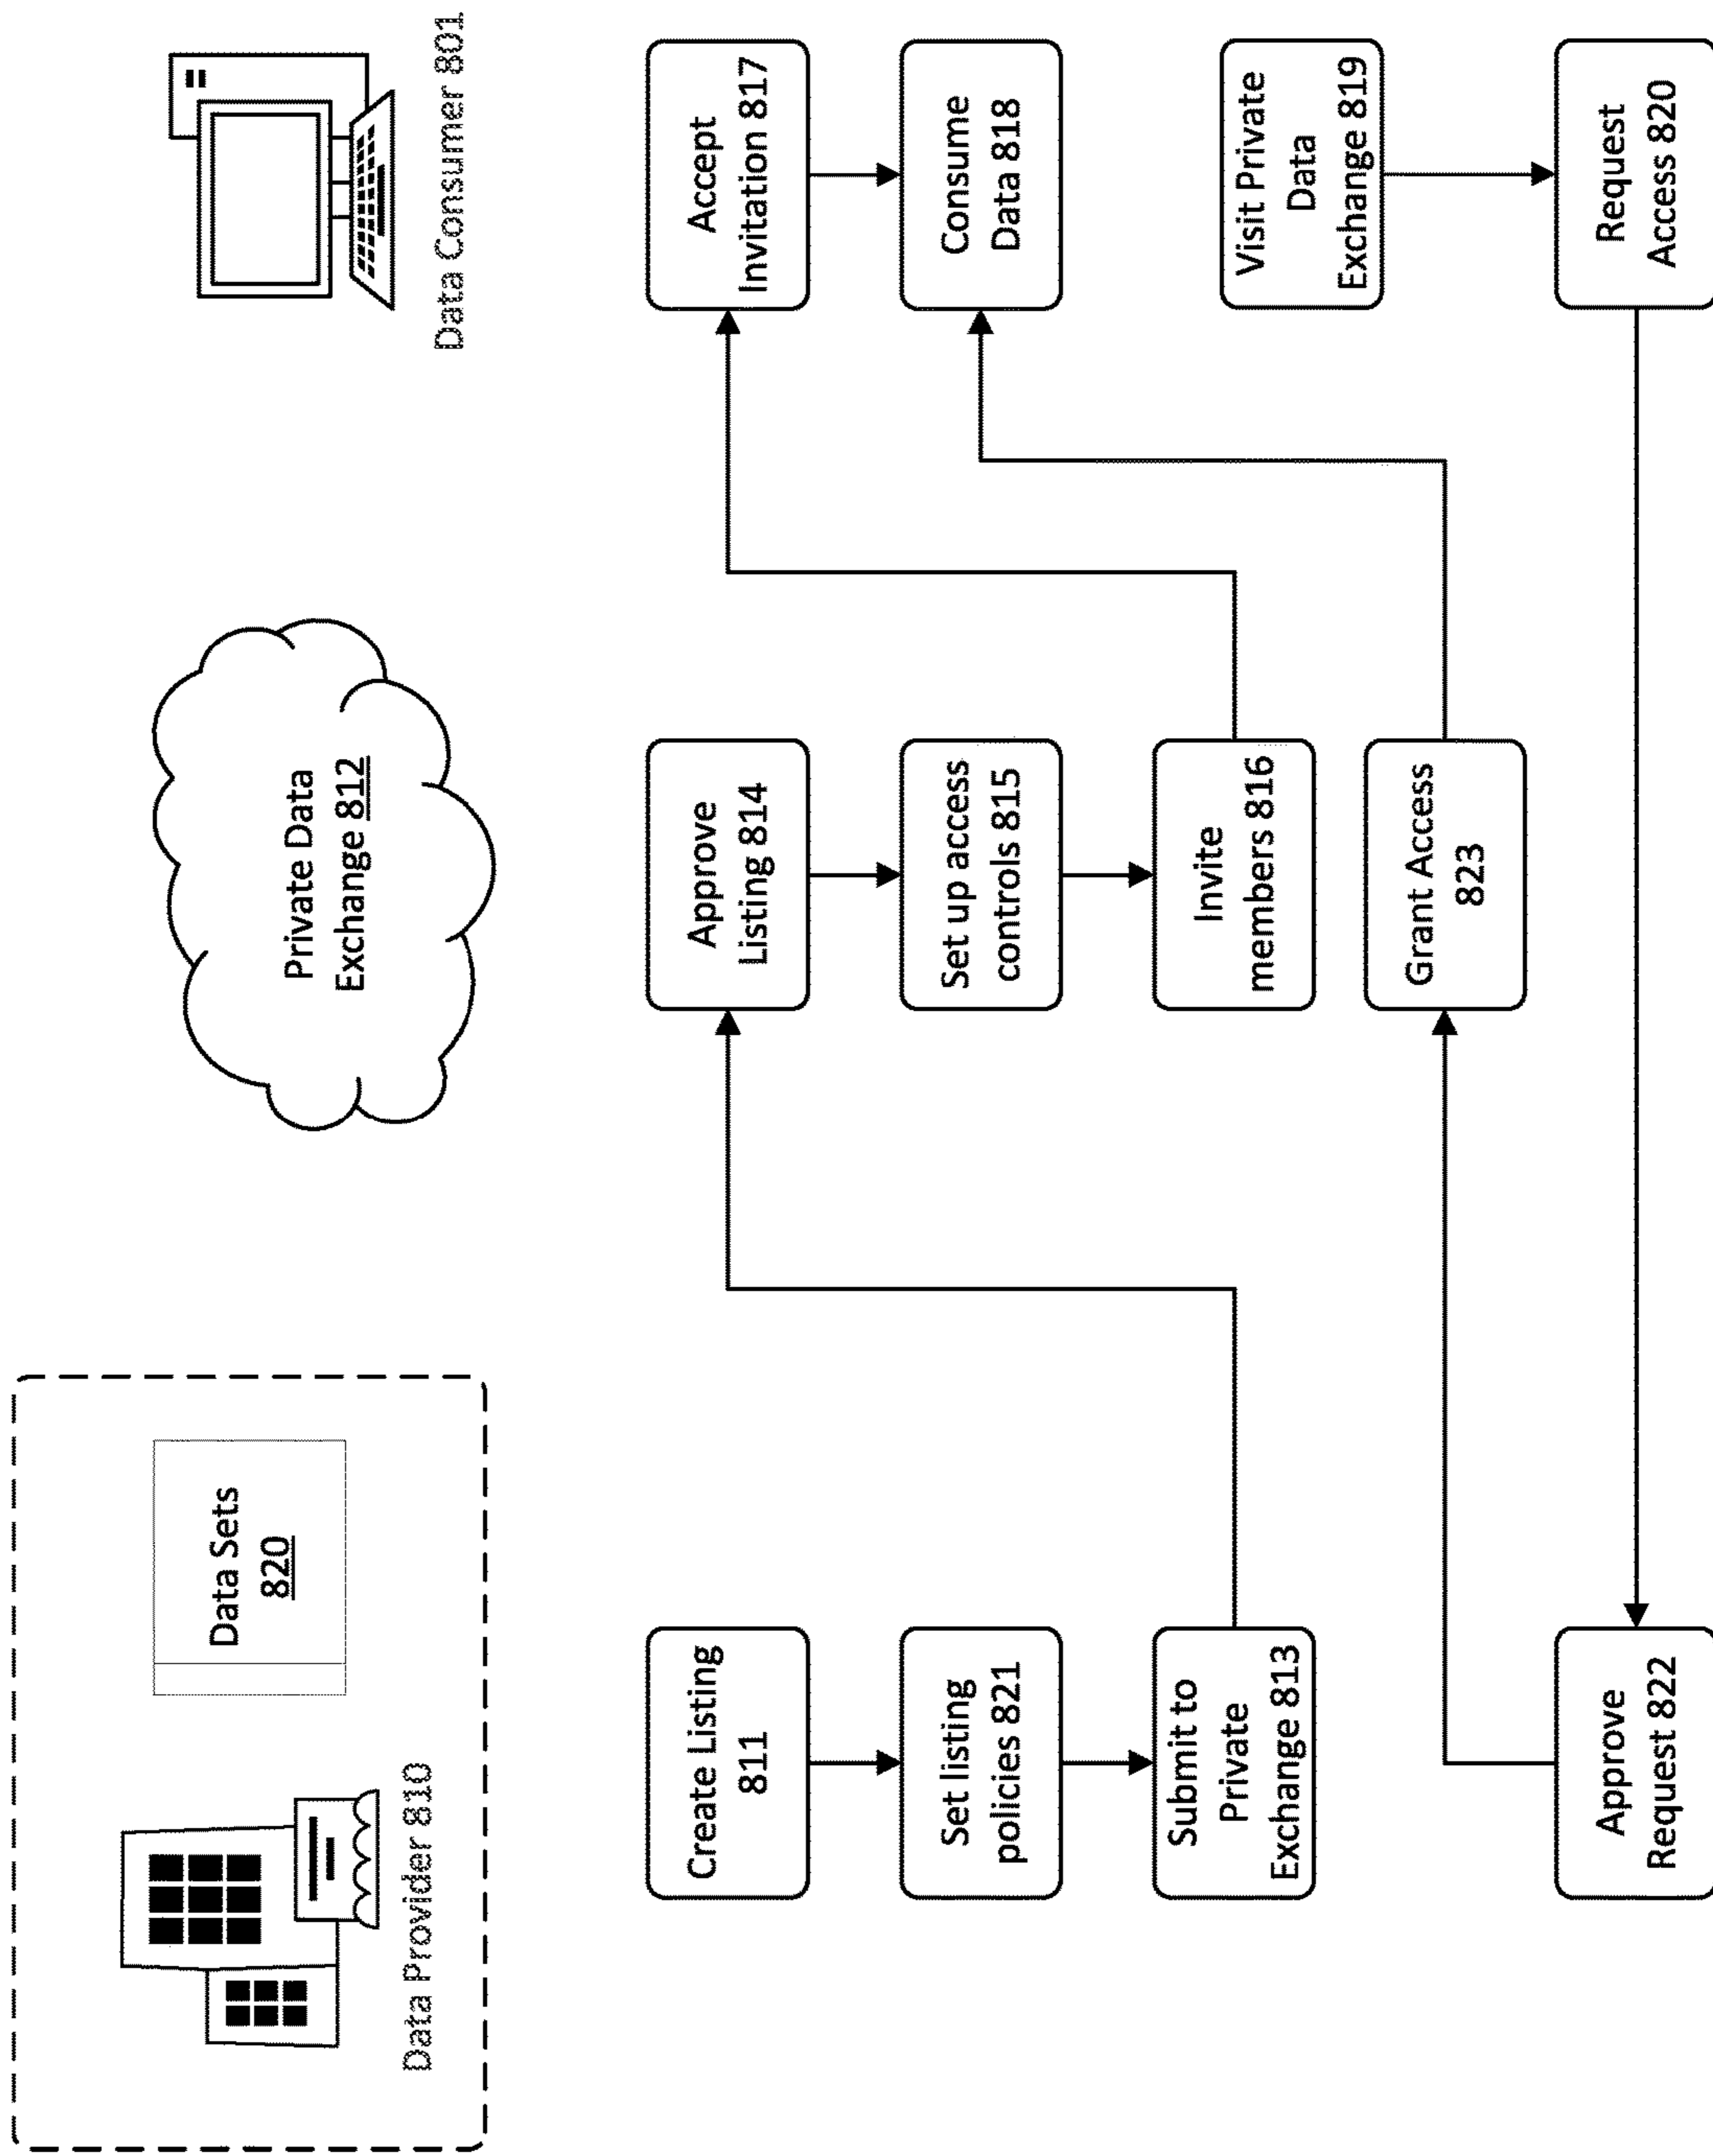 Data Provider 810
Data Sets
820
Private Data
Exchange 812
Data Consumer 801
Create Listing
811
Set listing
policies 821
Submit to
Private
Exchange 813
Approve
Request 822
Approve
Listing 814
Set up access
controls 815
Invite
members 816
Grant Access
823
Accept
Invitation 817
Consume
Data 818
Visit Private
Data
Exchange 819
Request
Access 820